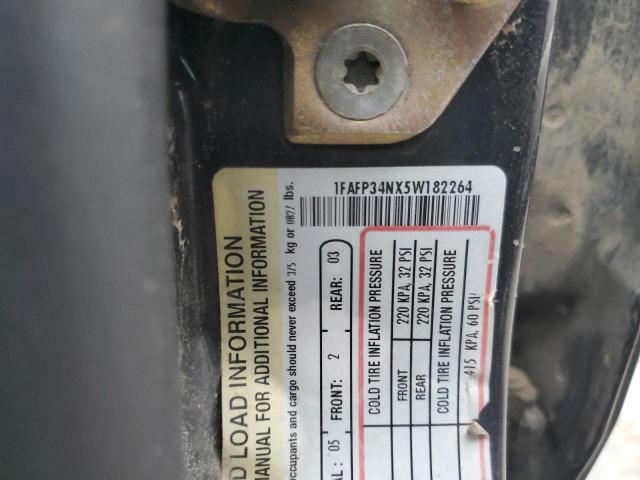 1FAFP34NX5W182264
D LOAD INFORMATION
MANUAL FOR ADDITIONAL INFORMATION
occupants and cargo should never exceed 375 kg or 827 lbs.
AL : 05 FRONT: 2 REAR: 03
COLD TIRE INFLATION PRESSURE
FRONT 220 KPA, 32 PSI
REAR 220 KPA, 32 PSI
COLD TIRE INFLATION PRESSURE
415 KPA, 60 PSI